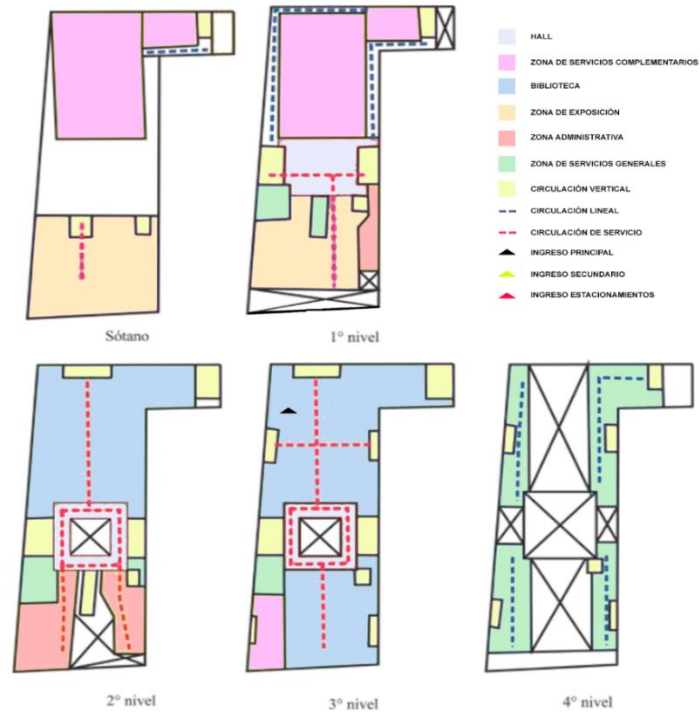 HALL
ZONA DE SERVICIOS COMPLEMENTARIOS
BIBLIOTECA
ZONA DE EXPOSICIÓN
ZONA ADMINISTRATIVA
ZONA DE SERVICIOS GENERALES
CIRCULACIÓN VERTICAL
CIRCULACIÓN LINEAL
CIRCULACIÓN DE SERVICIO
INGRESO PRINCIPAL
INGRESO SECUNDARIO
INGRESO ESTACIONAMIENTOS
Sótano
1° nivel
2° nivel
3° nivel
4° nivel